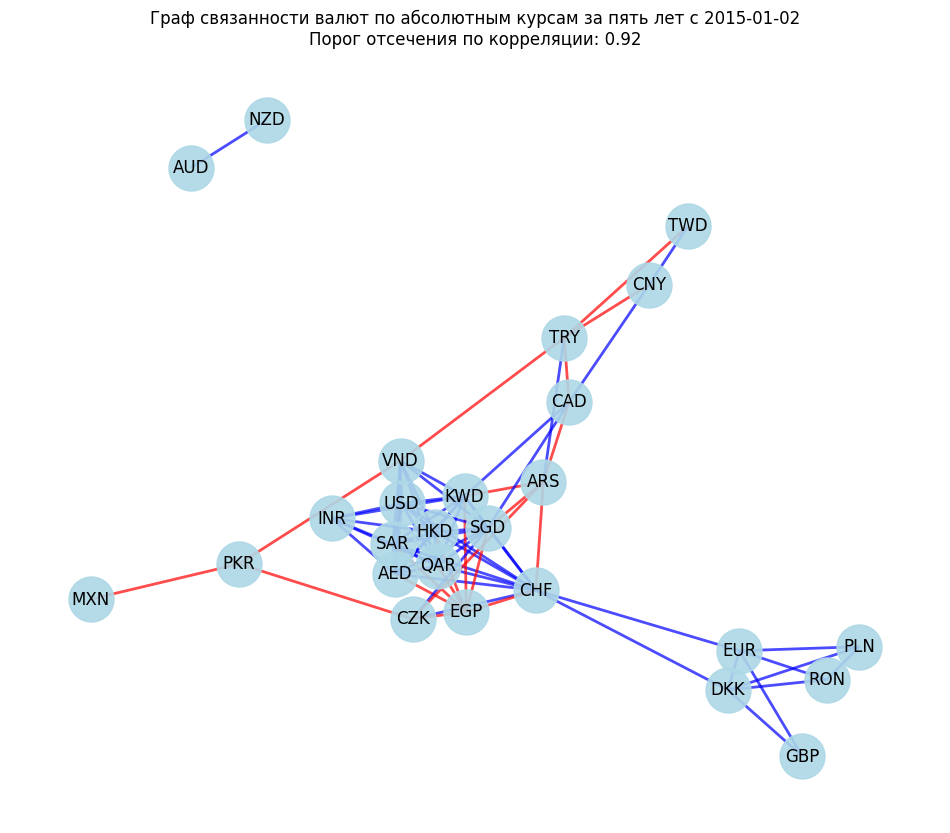 Граф связанности валют по абсолютным курсам за пять лет с 2015-01-02
Порог отсечения по корреляции: 0.92
NZD
AUD
TWD
CNY
TRY
CAD
VND
ARS
KWD
USD
INR
SGD
HKD
SAR
QAR
PKR
AED
CHF
MXN
EGP
CZK
EUR
PLN
RON
DKK
GBP